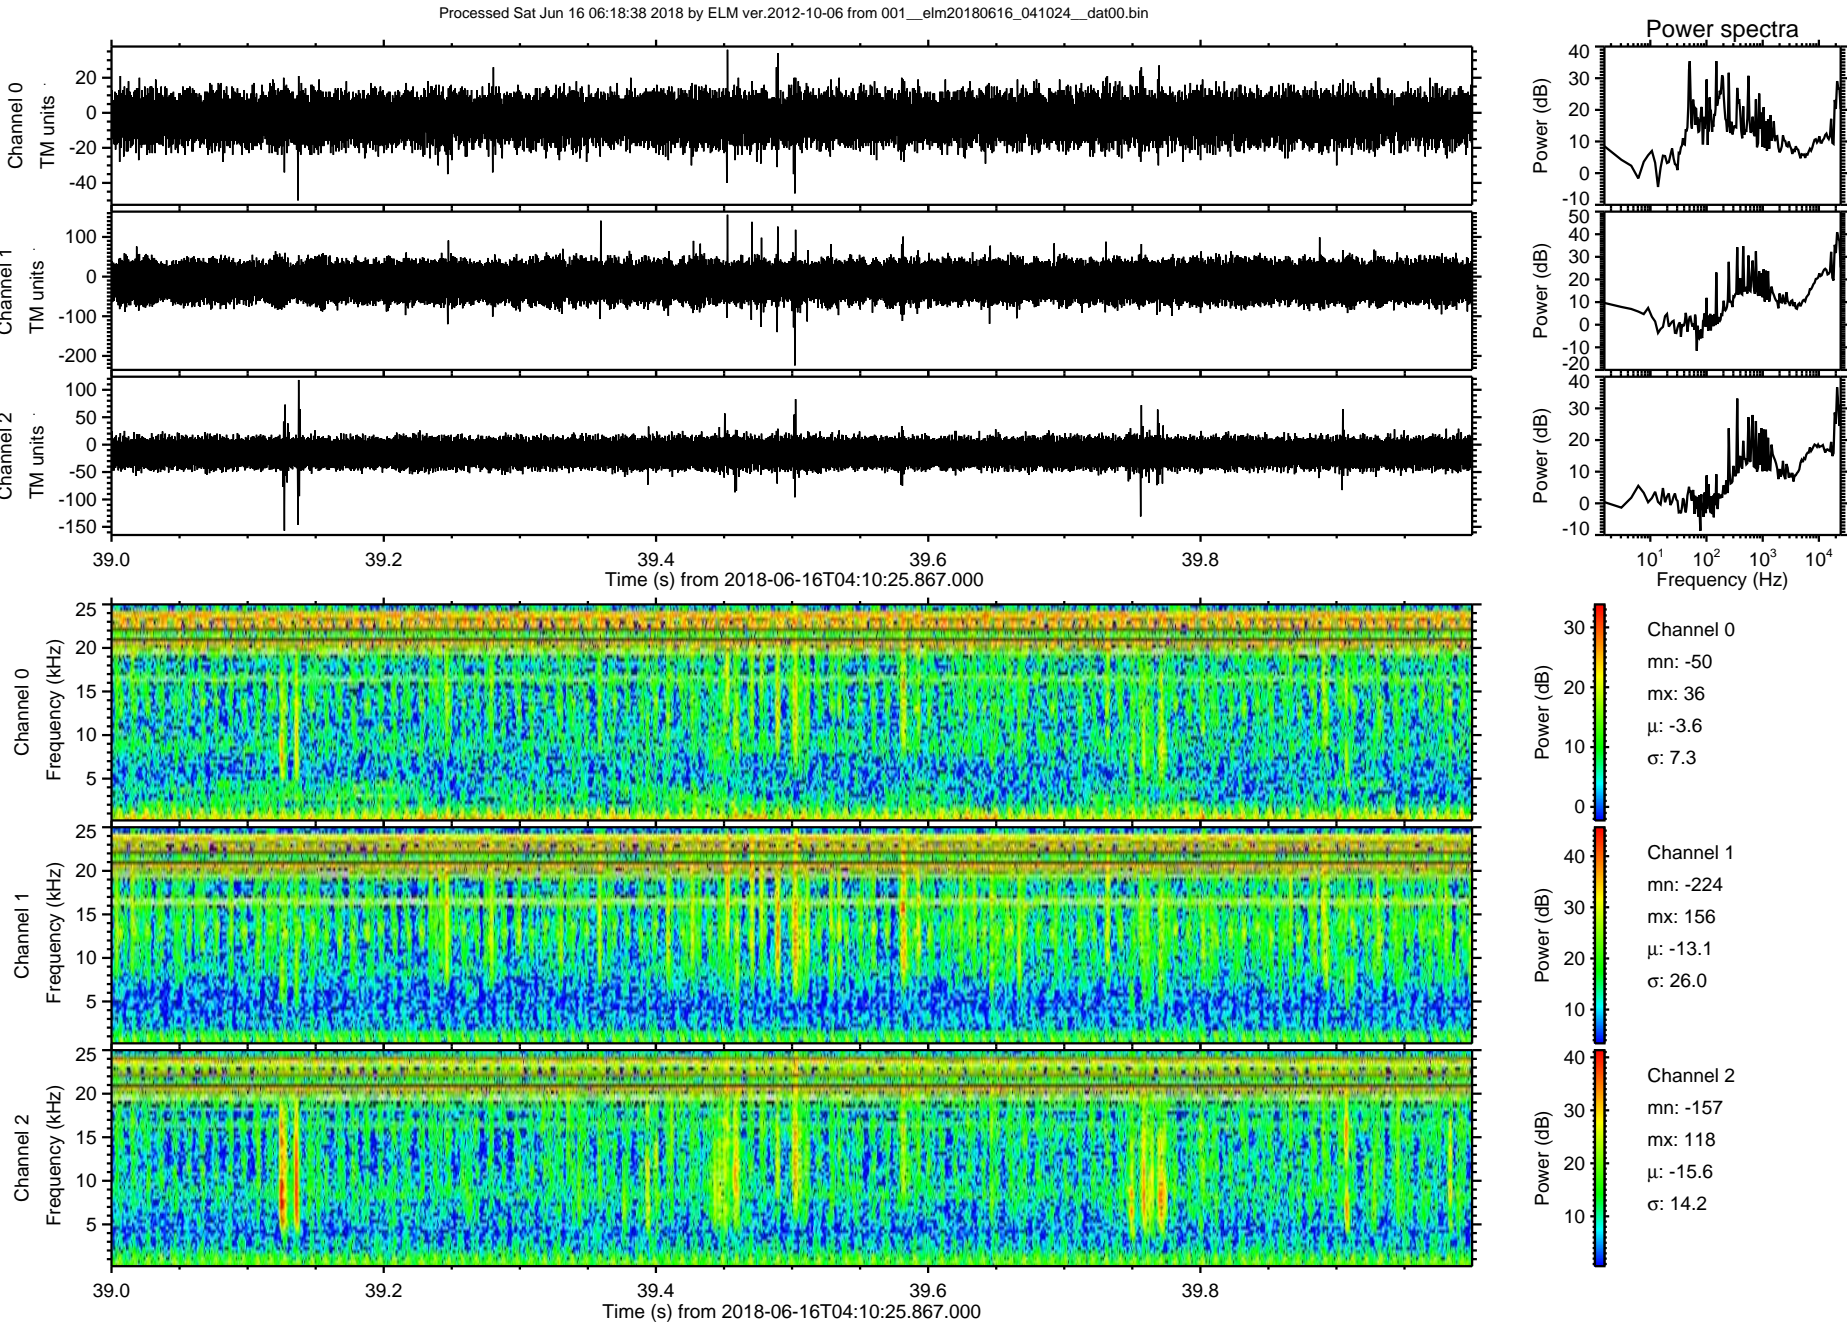 Processed Sat Jun 16 06:18:38 2018 by ELM ver.2012-10-06 from 001__elm20180616_041024__dat00.bin
Power spectra
Channel 0
TM units
20
0
-20
-40
Power (dB)
40
30
20
10
0
-10
Channel 1
TM units
100
0
-100
-200
Power (dB)
50
40
30
20
10
0
-10
-20
Channel 2
TM units
100
50
0
-50
-100
-150
Power (dB)
40
30
20
10
0
-10
39.0 39.2 39.4 39.6 39.8
Time (s) from 2018-06-16T04:10:25.867.000
10^1 10^2 10^3 10^4
Frequency (Hz)
Channel 0
Frequency (kHz)
25
20
15
10
5
Power (dB)
30
20
10
0
Channel 0
mn: -50
mx: 36
μ: -3.6
σ: 7.3
Channel 1
Frequency (kHz)
25
20
15
10
5
Power (dB)
40
30
20
10
Channel 1
mn: -224
mx: 156
μ: -13.1
σ: 26.0
Channel 2
Frequency (kHz)
25
20
15
10
5
Power (dB)
40
30
20
10
Channel 2
mn: -157
mx: 118
μ: -15.6
σ: 14.2
39.0 39.2 39.4 39.6 39.8
Time (s) from 2018-06-16T04:10:25.867.000